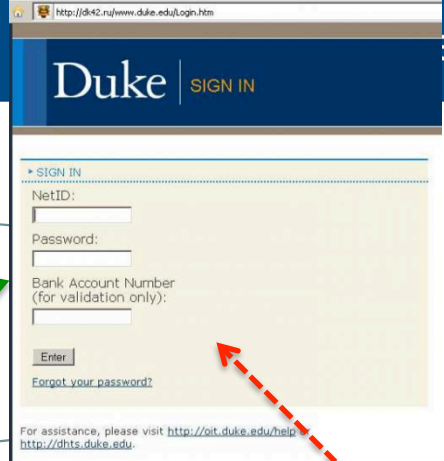 http://dk42.ru/www.duke.edu/Login.htm
Duke SIGN IN
SIGN IN
NetID:
Password:
Bank Account Number
(for validation only):
Enter
Forgot your password?
For assistance, please visit http://oit.duke.edu/help or
http://dhts.duke.edu.